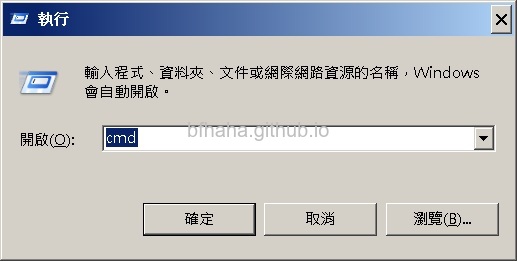 執行
輸入程式、資料夾、文件或網際網路資源的名稱，Windows
會自動開啟。
開啟(O):
cmd
bfhaha.github.io
確定
取消
瀏覽(B)...